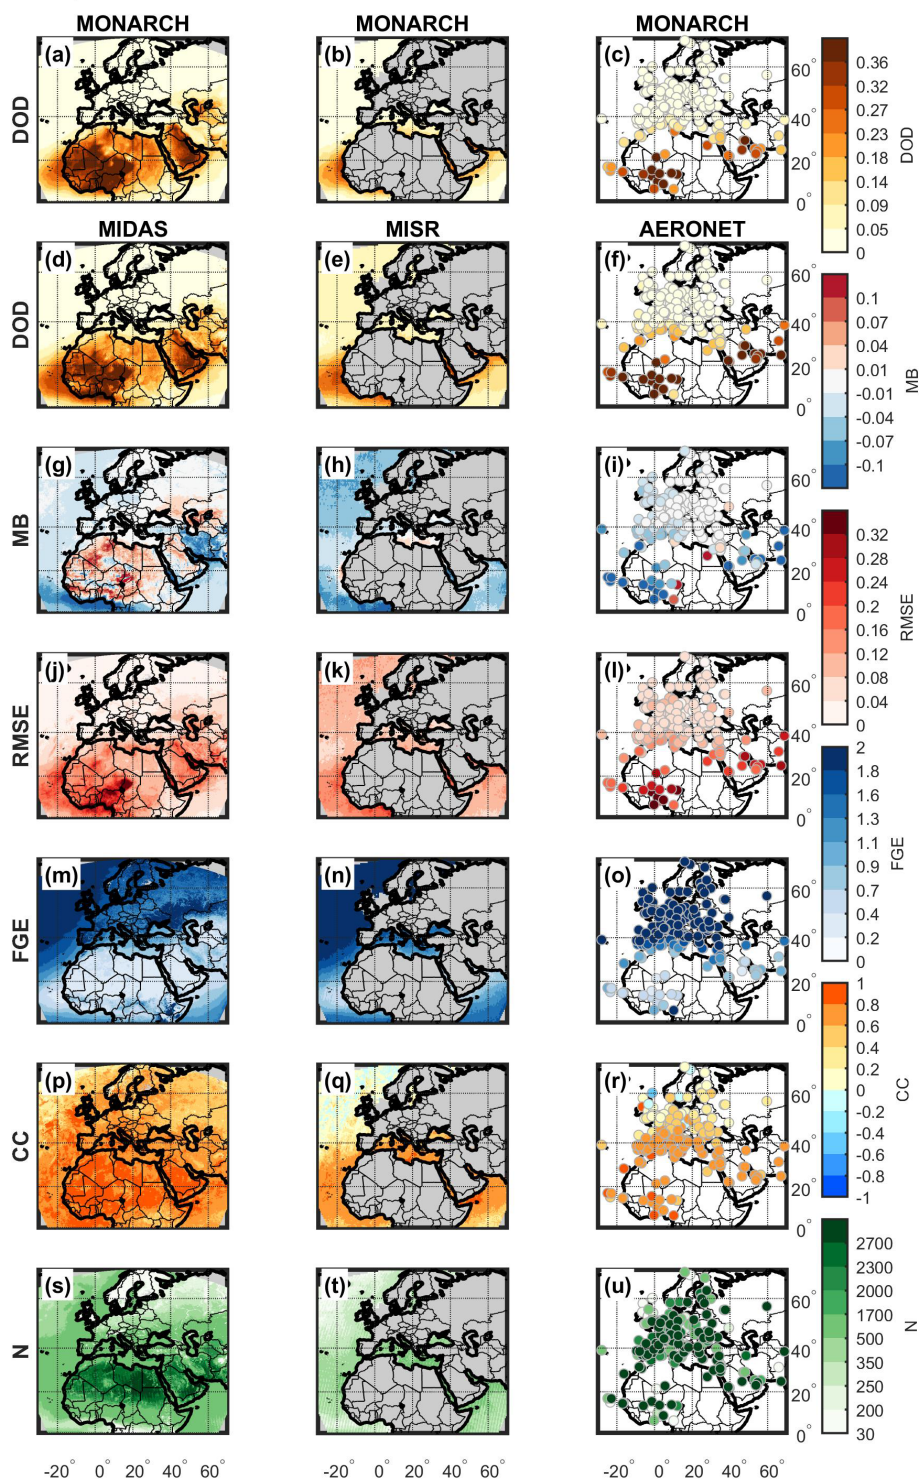 MONARCH MONARCH MONARCH
DOD (a) (b) (c) 60° 40° 20° 0°
0.36 0.32 0.27 0.23 0.18 0.14 0.09 0.05 0 DOD
MIDAS MISR AERONET
DOD (d) (e) (f) 60° 40° 20° 0°
0.1 0.07 0.04 0.01 -0.01 -0.04 -0.07 -0.1 MB
MB (g) (h) (i) 60° 40° 20° 0°
0.32 0.28 0.24 0.2 0.16 0.12 0.08 0.04 0 RMSE
RMSE (j) (k) (l) 60° 40° 20° 0°
2 1.8 1.6 1.3 1.1 0.9 0.7 0.4 0.2 0 FGE
FGE (m) (n) (o) 60° 40° 20° 0°
1 0.8 0.6 0.4 0.2 0 -0.2 -0.4 -0.6 -0.8 -1 CC
CC (p) (q) (r) 60° 40° 20° 0°
2700 2300 2000 1700 500 350 250 200 30 N
N (s) (t) (u) 60° 40° 20° 0°
-20° 0° 20° 40° 60° -20° 0° 20° 40° 60° -20° 0° 20° 40° 60°